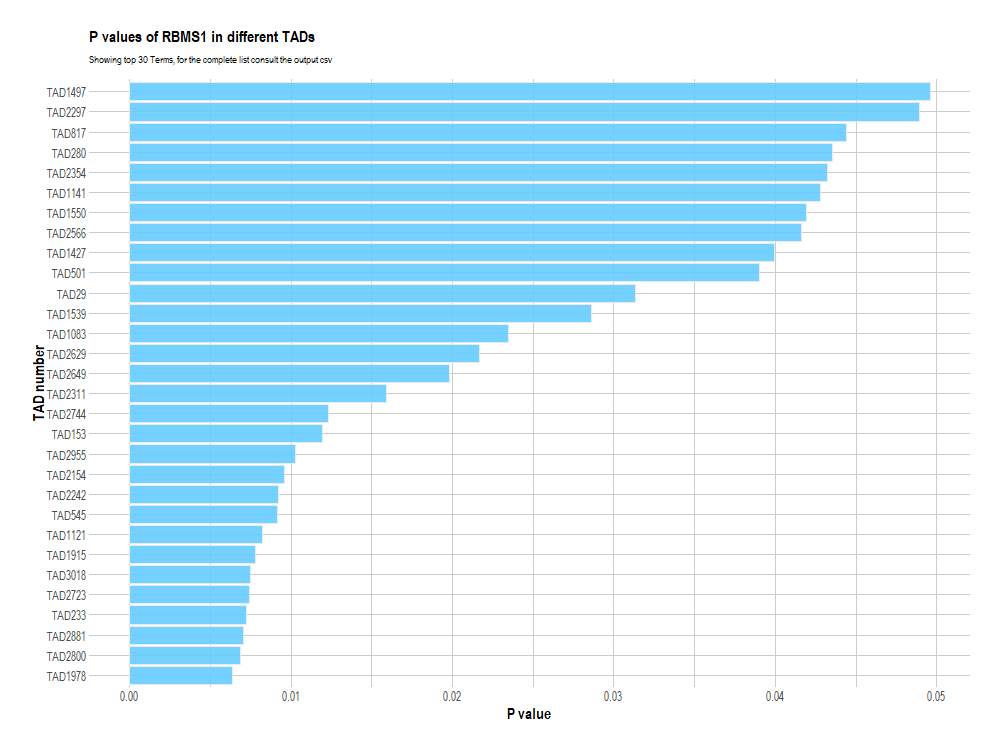 P values of RBMS1 in different TADs
Showing top 30 Terms, for the complete list consult the output csv
TAD1497
TAD2297
TAD817
TAD280
TAD2354
TAD1141
TAD1550
TAD2566
TAD1427
TAD501
TAD29
TAD1539
TAD1083
TAD2629
TAD2649
TAD2311
TAD2744
TAD153
TAD2955
TAD2154
TAD2242
TAD545
TAD1121
TAD1915
TAD3018
TAD2723
TAD233
TAD2881
TAD2800
TAD1978
TAD number
0.00 0.01 0.02 0.03 0.04 0.05
P value